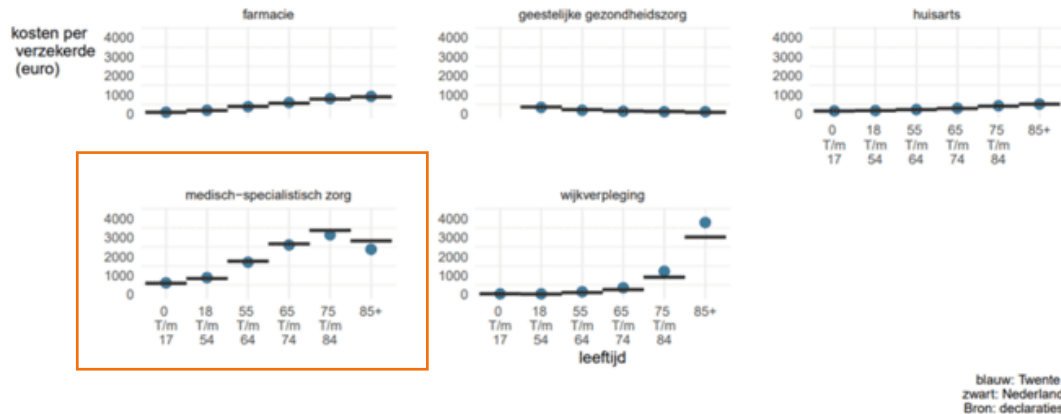 kosten per
verzekerde
(euro)
farmacie
4000
3000
2000
1000
0
geestelijke gezondheidszorg
4000
3000
2000
1000
0
huisarts
4000
3000
2000
1000
0
0 18 55 65 75 85+
T/m T/m T/m T/m T/m
17 54 64 74 84
medisch-specialistisch zorg
4000
3000
2000
1000
0
0 18 55 65 75 85+
T/m T/m T/m T/m T/m
17 54 64 74 84
wijkverpleging
4000
3000
2000
1000
0
0 18 55 65 75 85+
T/m T/m T/m T/m T/m
17 54 64 74 84
leeftijd
blauw: Twente
zwart: Nederland
Bron: declaraties